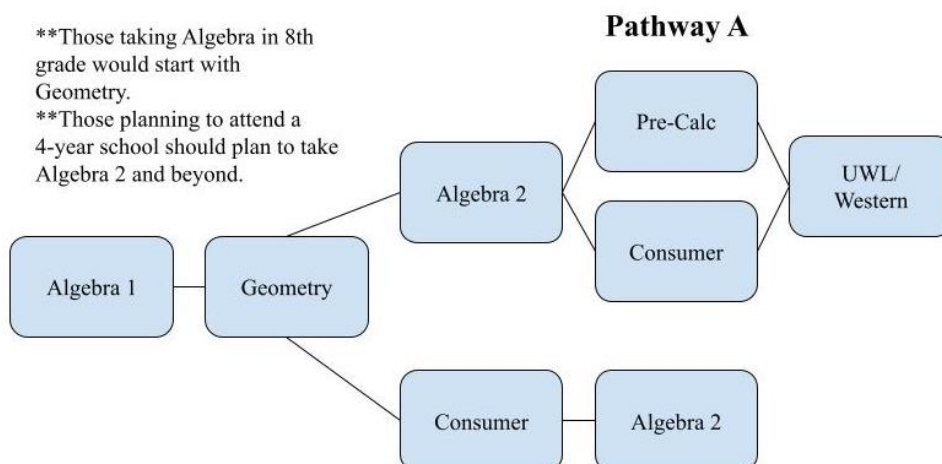 **Those taking Algebra in 8th
grade would start with
Geometry.
**Those planning to attend a
4-year school should plan to take
Algebra 2 and beyond.
Pathway A
Algebra 1
Geometry
Algebra 2
Pre-Calc
Consumer
UWL/
Western
Consumer
Algebra 2